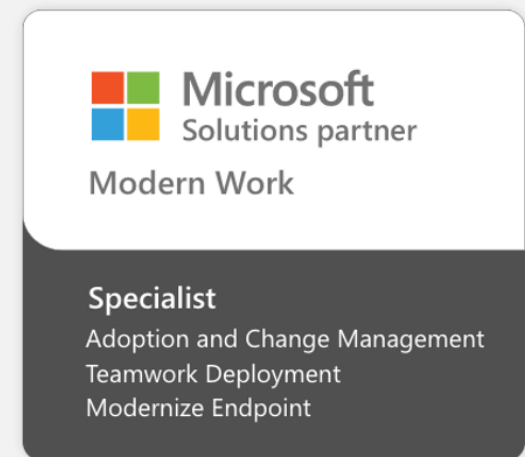 Microsoft
Solutions partner
Modern Work
Specialist
Adoption and Change Management
Teamwork Deployment
Modernize Endpoint